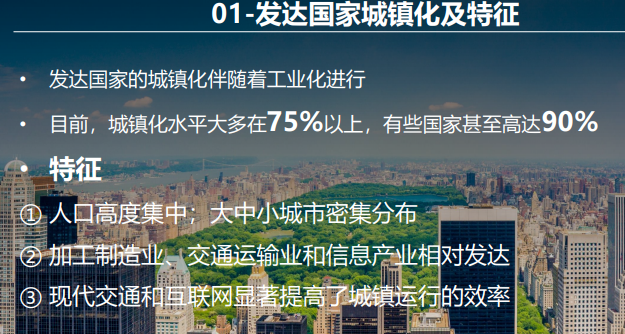 01-发达国家城镇化及特征
• 发达国家的城镇化伴随着工业化进行
• 目前，城镇化水平大多在75%以上，有些国家甚至高达90%
• 特征
① 人口高度集中；大中小城市密集分布
② 加工制造业、交通运输业和信息产业相对发达
③ 现代交通和互联网显著提高了城镇运行的效率